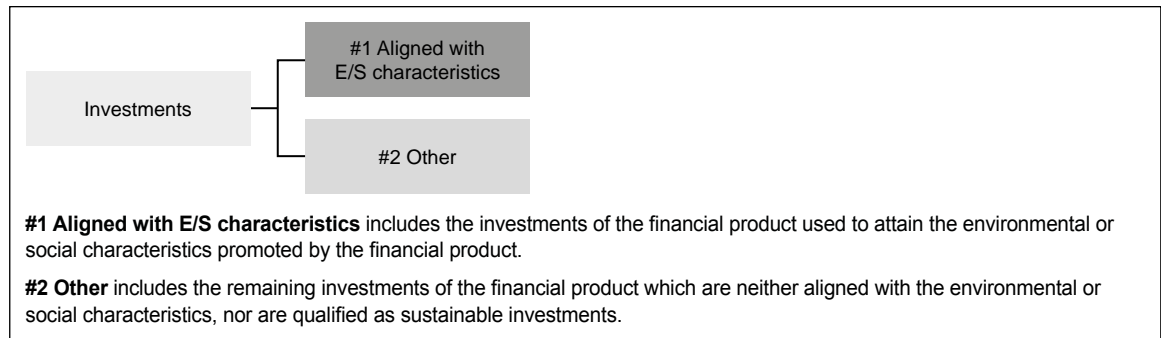 #1 Aligned with
E/S characteristics
Investments
#2 Other
#1 Aligned with E/S characteristics includes the investments of the financial product used to attain the environmental or
social characteristics promoted by the financial product.
#2 Other includes the remaining investments of the financial product which are neither aligned with the environmental or
social characteristics, nor are qualified as sustainable investments.